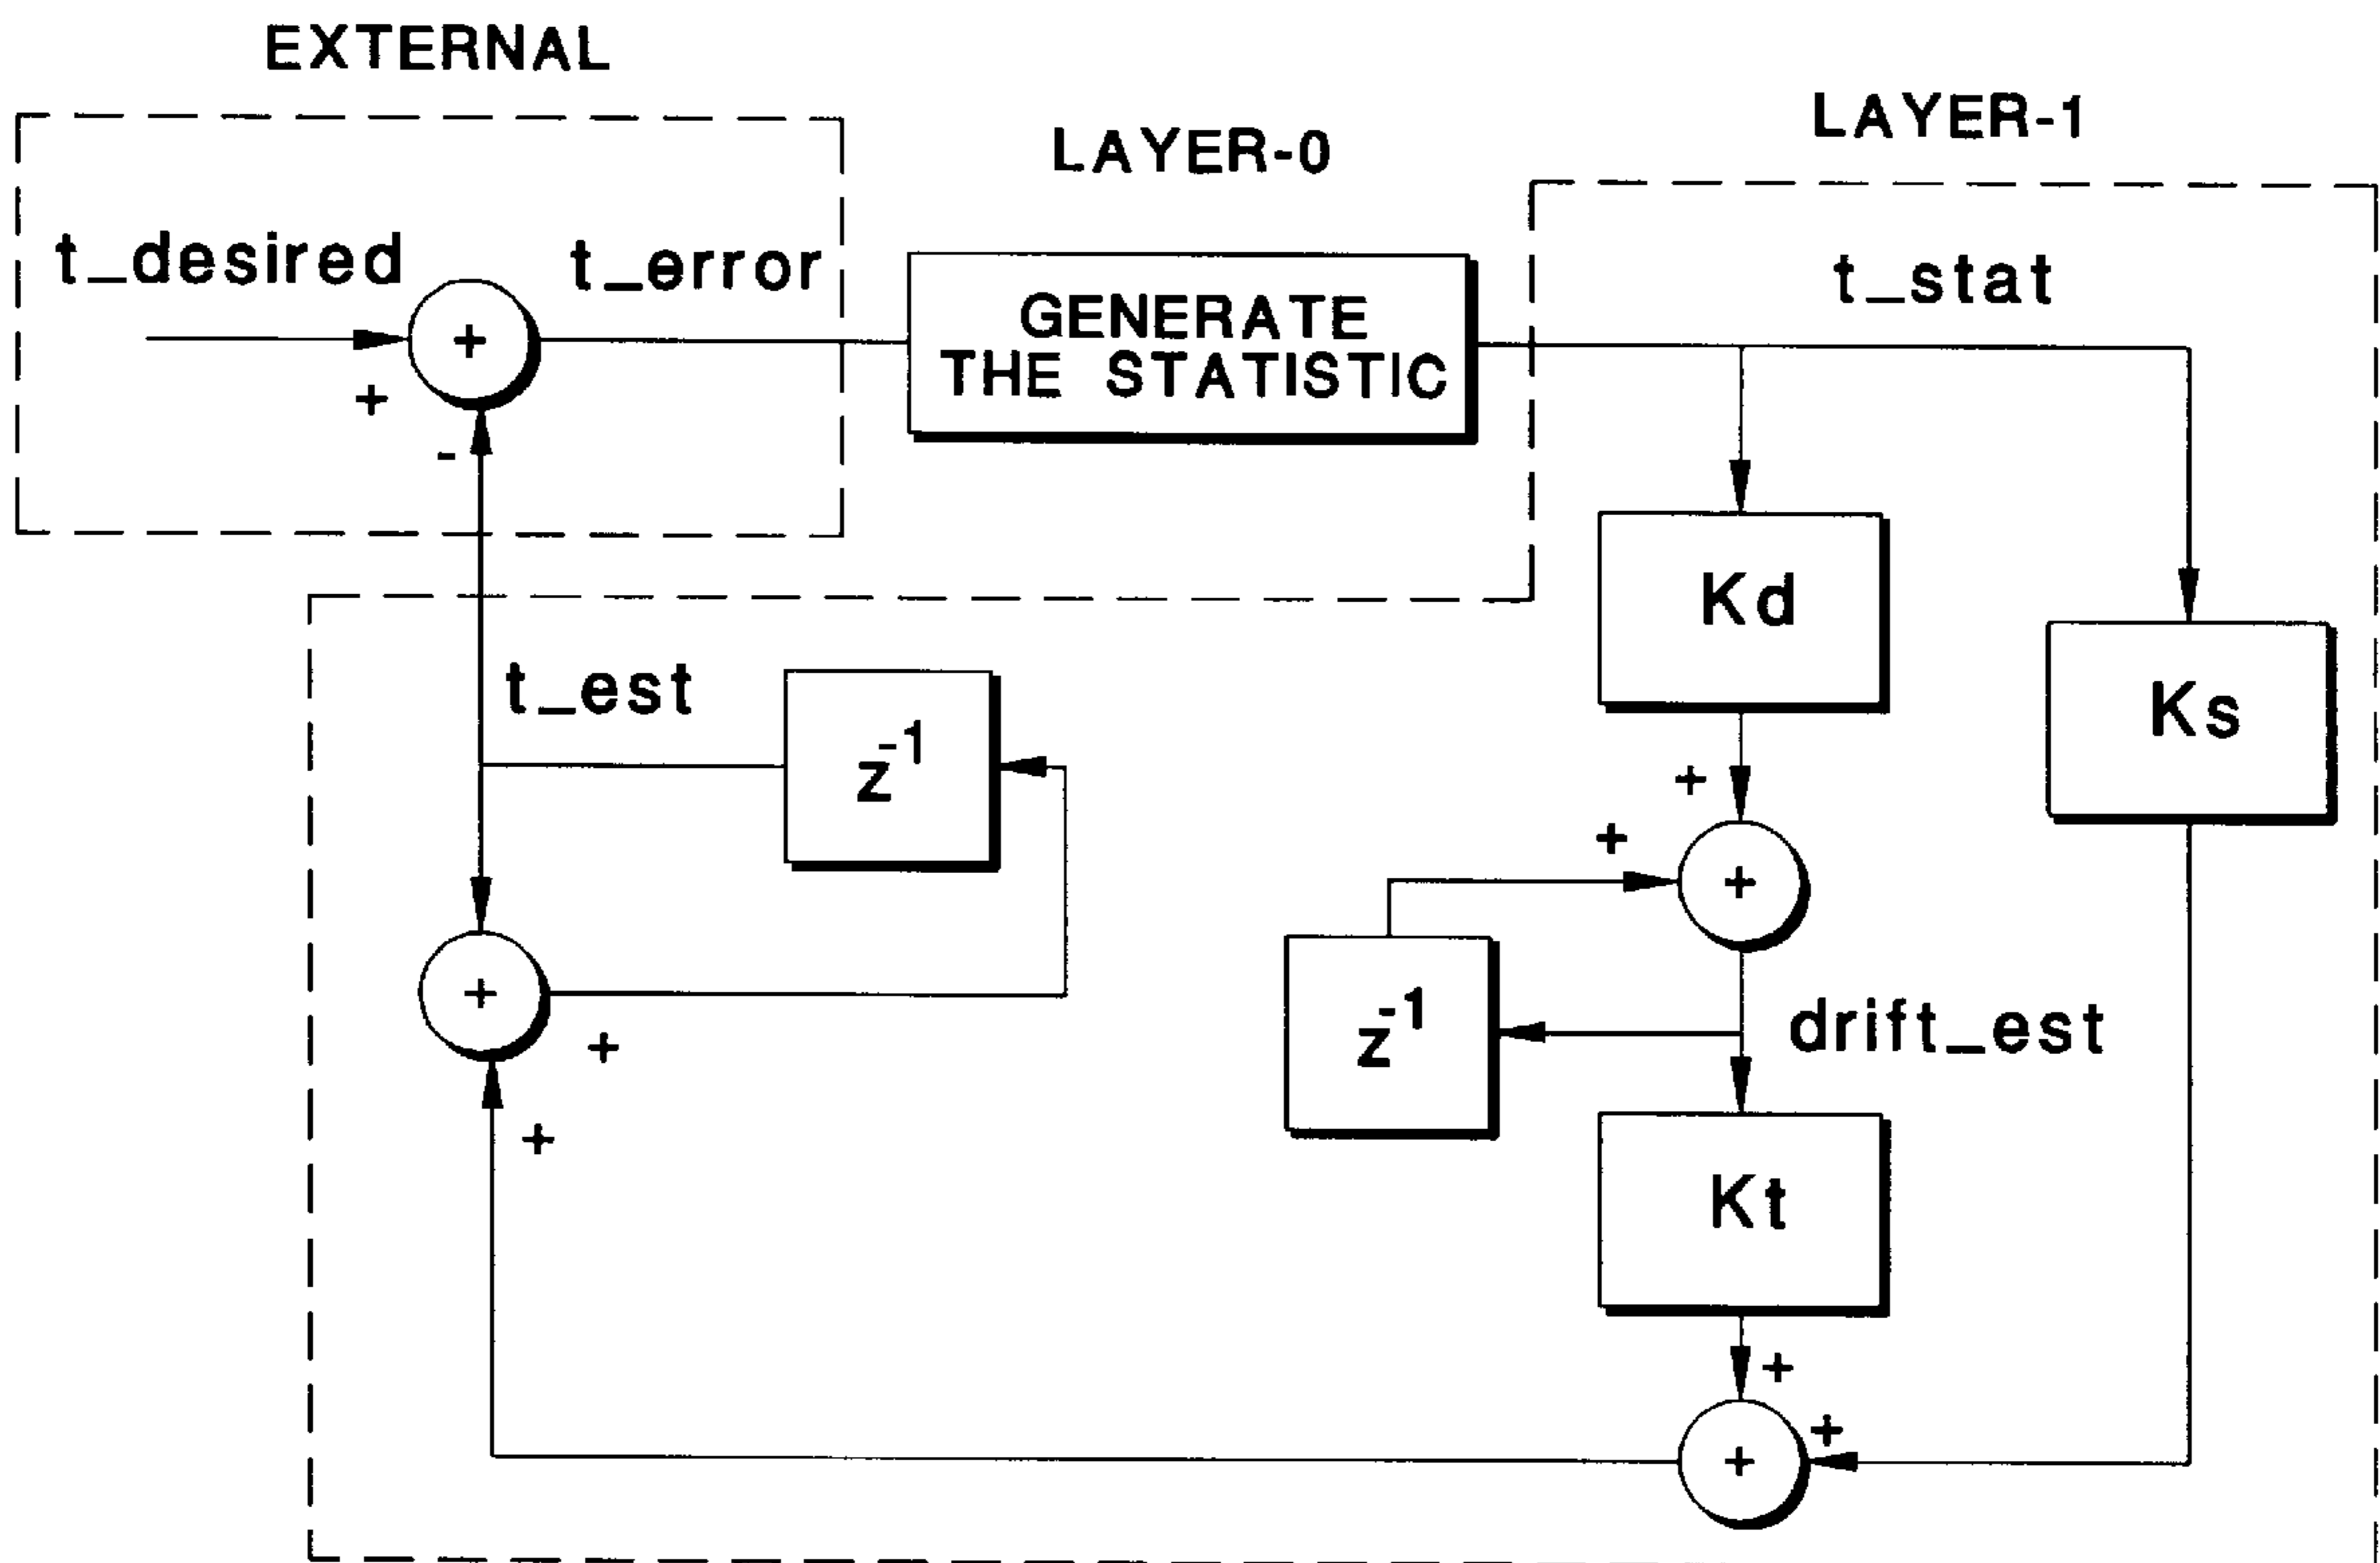 EXTERNAL
LAYER-0
LAYER-1
t_desired
t_error
t_stat
+
GENERATE
THE STATISTIC
+
-
Kd
Ks
t_est
z-1
+
+
+
+
z-1
drift_est
+
+
Kt
+
+
+